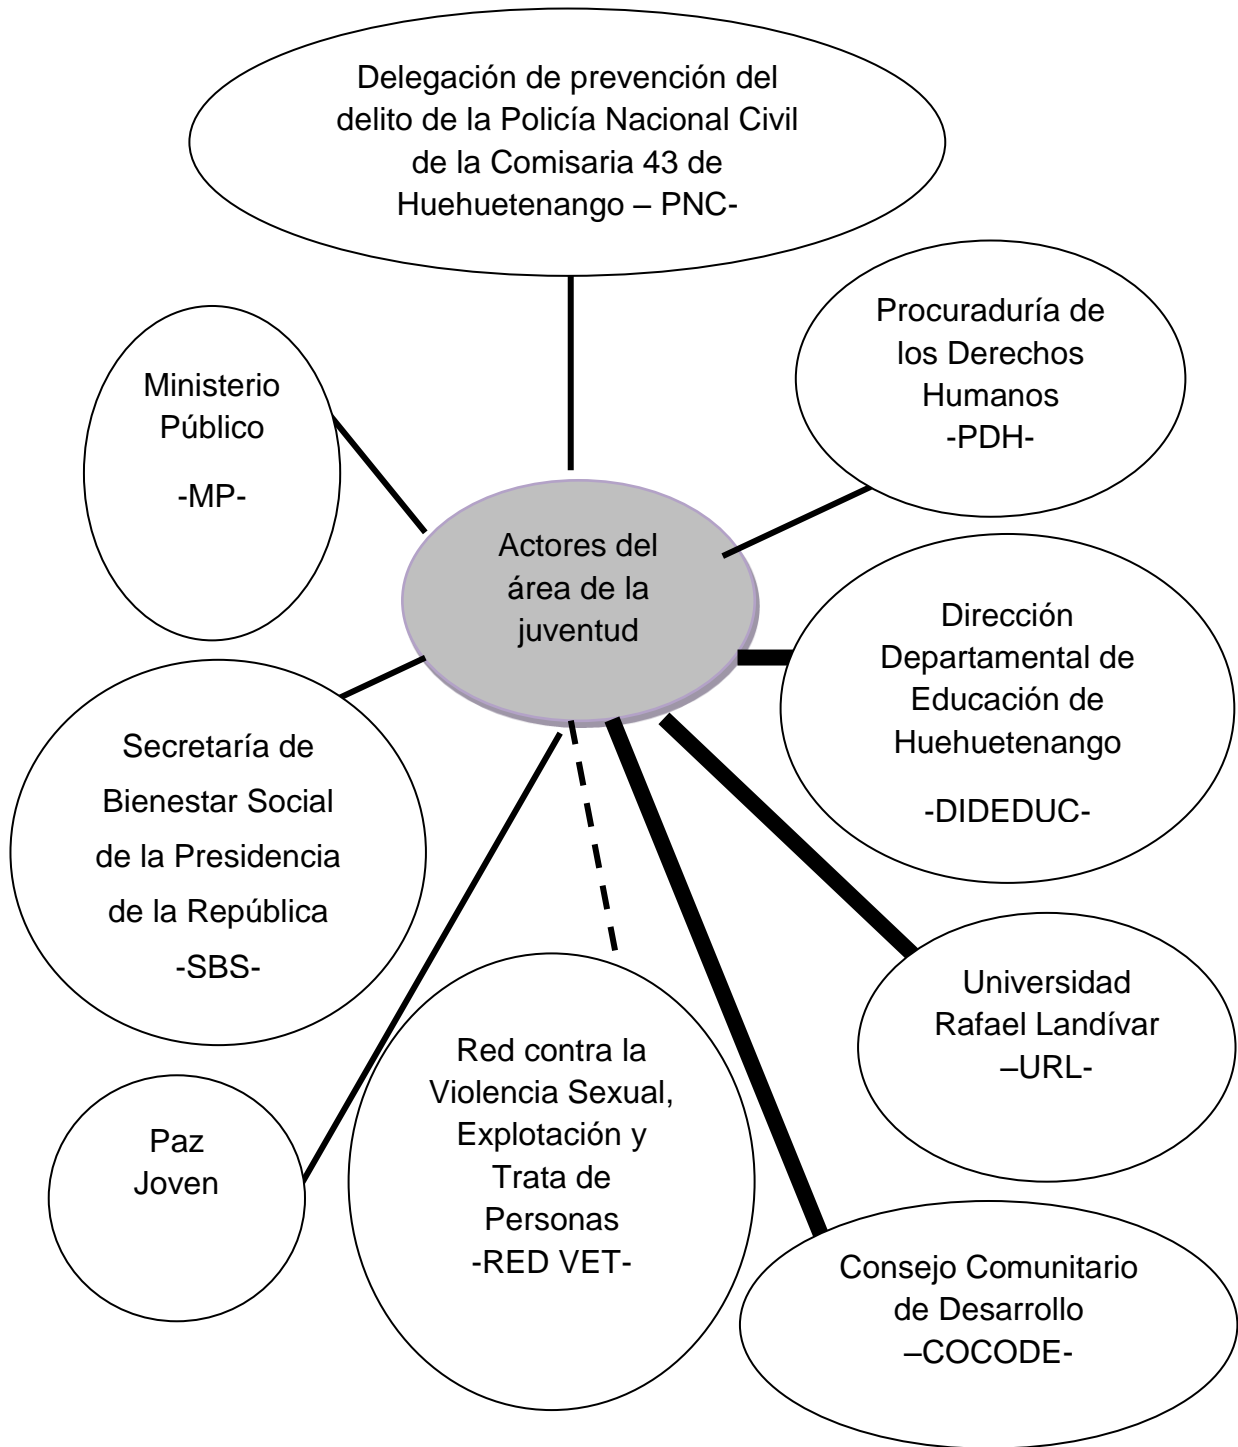 Delegación de prevención del
delito de la Policía Nacional Civil
de la Comisaria 43 de
Huehuetenango – PNC-
Procuraduría de
los Derechos
Humanos
-PDH-
Ministerio
Público
-MP-
Actores del
área de la
juventud
Dirección
Departamental de
Educación de
Huehuetenango
-DIDEDUC-
Secretaría de
Bienestar Social
de la Presidencia
de la República
-SBS-
Universidad
Rafael Landívar
–URL-
Red contra la
Violencia Sexual,
Explotación y
Trata de
Personas
-RED VET-
Paz
Joven
Consejo Comunitario
de Desarrollo
–COCODE-